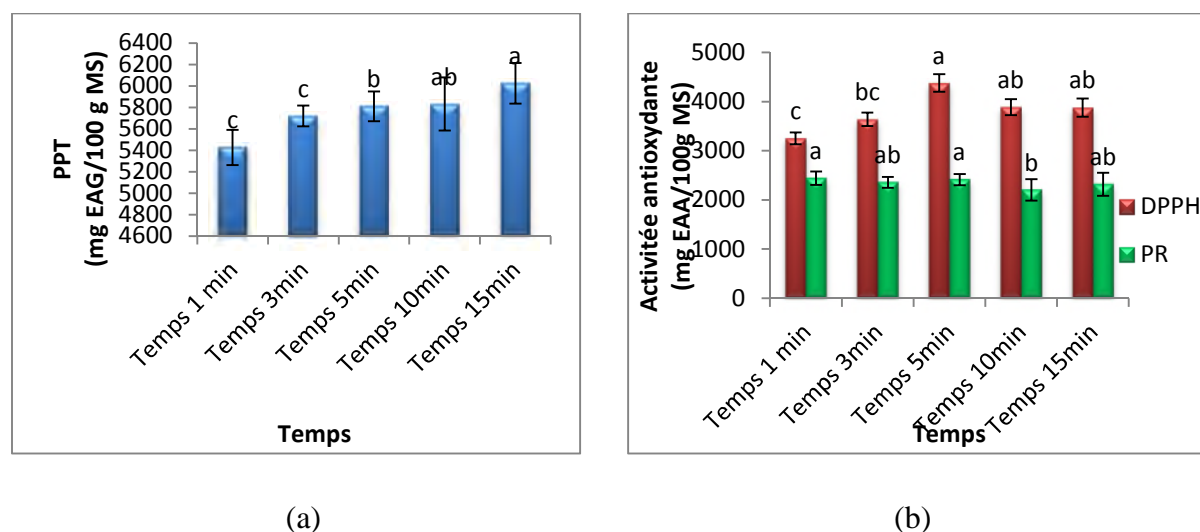 PPT
(mg EAG/100 g MS)
6400
6200
6000
5800
5600
5400
5200
5000
4800
4600
c
c
b
ab
a
Temps 1 min
Temps 3min
Temps 5min
Temps 10min
Temps 15min
Temps
(a)
Activitée antioxydante
(mg EAA/100g MS)
5000
4000
3000
2000
1000
0
c
a
bc
ab
a
a
ab
b
ab
ab
DPPH
PR
Temps 1 min
Temps 3min
Temps 5min
Temps 10min
Temps 15min
Temps
(b)